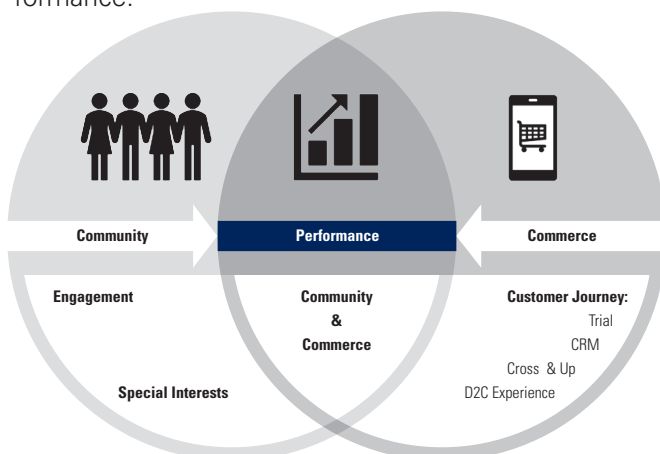 formance.
Community
Performance
Commerce
Engagement
Community
&
Commerce
Customer Journey:
Trial
CRM
Cross & Up
D2C Experience
Special Interests